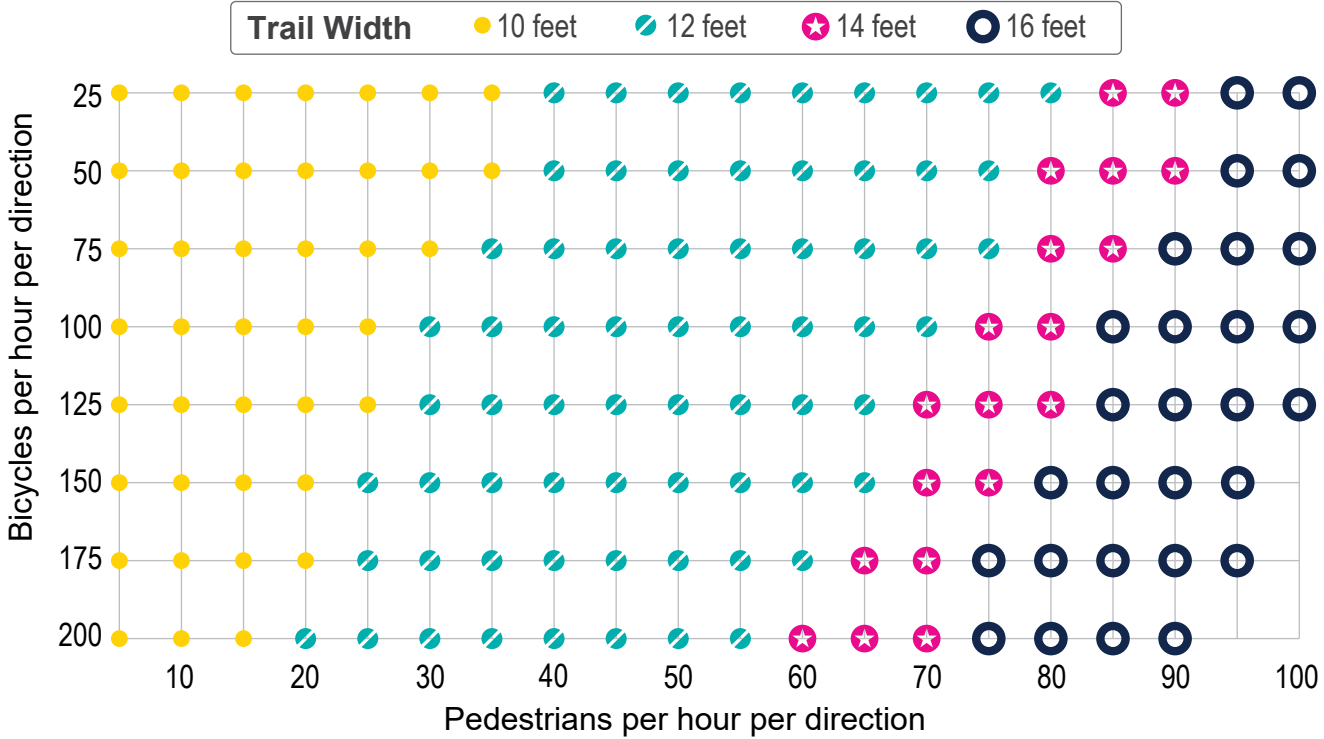 Trail Width 10 feet 12 feet 14 feet 16 feet
Bicycles per hour per direction
25
50
75
100
125
150
175
200
10 20 30 40 50 60 70 80 90 100
Pedestrians per hour per direction